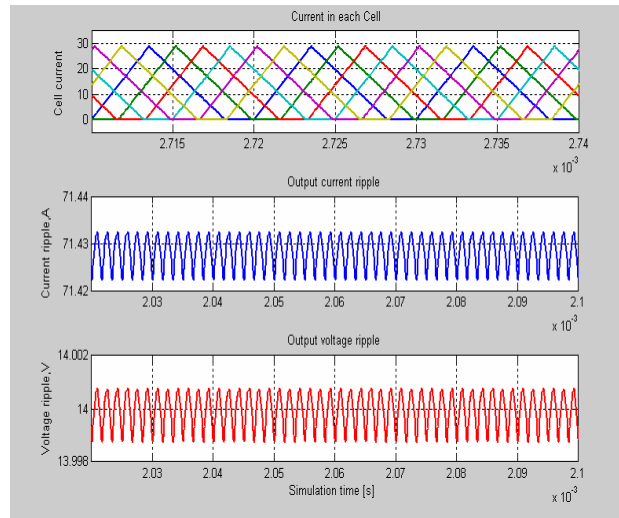 Current in each Cell
Cell current
30
20
10
0
2.715 2.72 2.725 2.73 2.735 2.74
x 10⁻³
Output current ripple
Current ripple,A
71.44
71.43
71.42
2.03 2.04 2.05 2.06 2.07 2.08 2.09 2.1
x 10⁻³
Output voltage ripple
Voltage ripple,V
14.002
14
13.998
2.03 2.04 2.05 2.06 2.07 2.08 2.09 2.1
Simulation time [s]
x 10⁻³